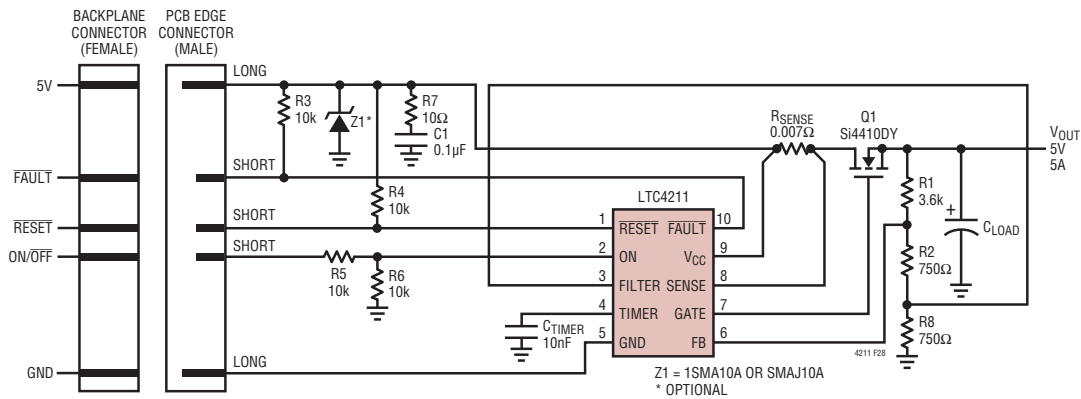 BACKPLANE
CONNECTOR
(FEMALE)
PCB EDGE
CONNECTOR
(MALE)
LONG
5V
R3
10k
Z1*
R7
10Ω
C1
0.1µF
RSENSE
0.007Ω
Q1
Si4410DY
VOUT
5V
5A
SHORT
FAULT
R4
10k
R1
3.6k
+
CLOAD
LTC4211
SHORT
RESET
1
RESET
FAULT
10
SHORT
ON/OFF
R5
10k
R6
10k
2
ON
VCC
9
R2
750Ω
3
FILTER
SENSE
8
4
TIMER
GATE
7
CTIMER
10nF
R8
750Ω
5
GND
FB
6
4211 F28
LONG
GND
Z1 = 1SMA10A OR SMAJ10A
* OPTIONAL